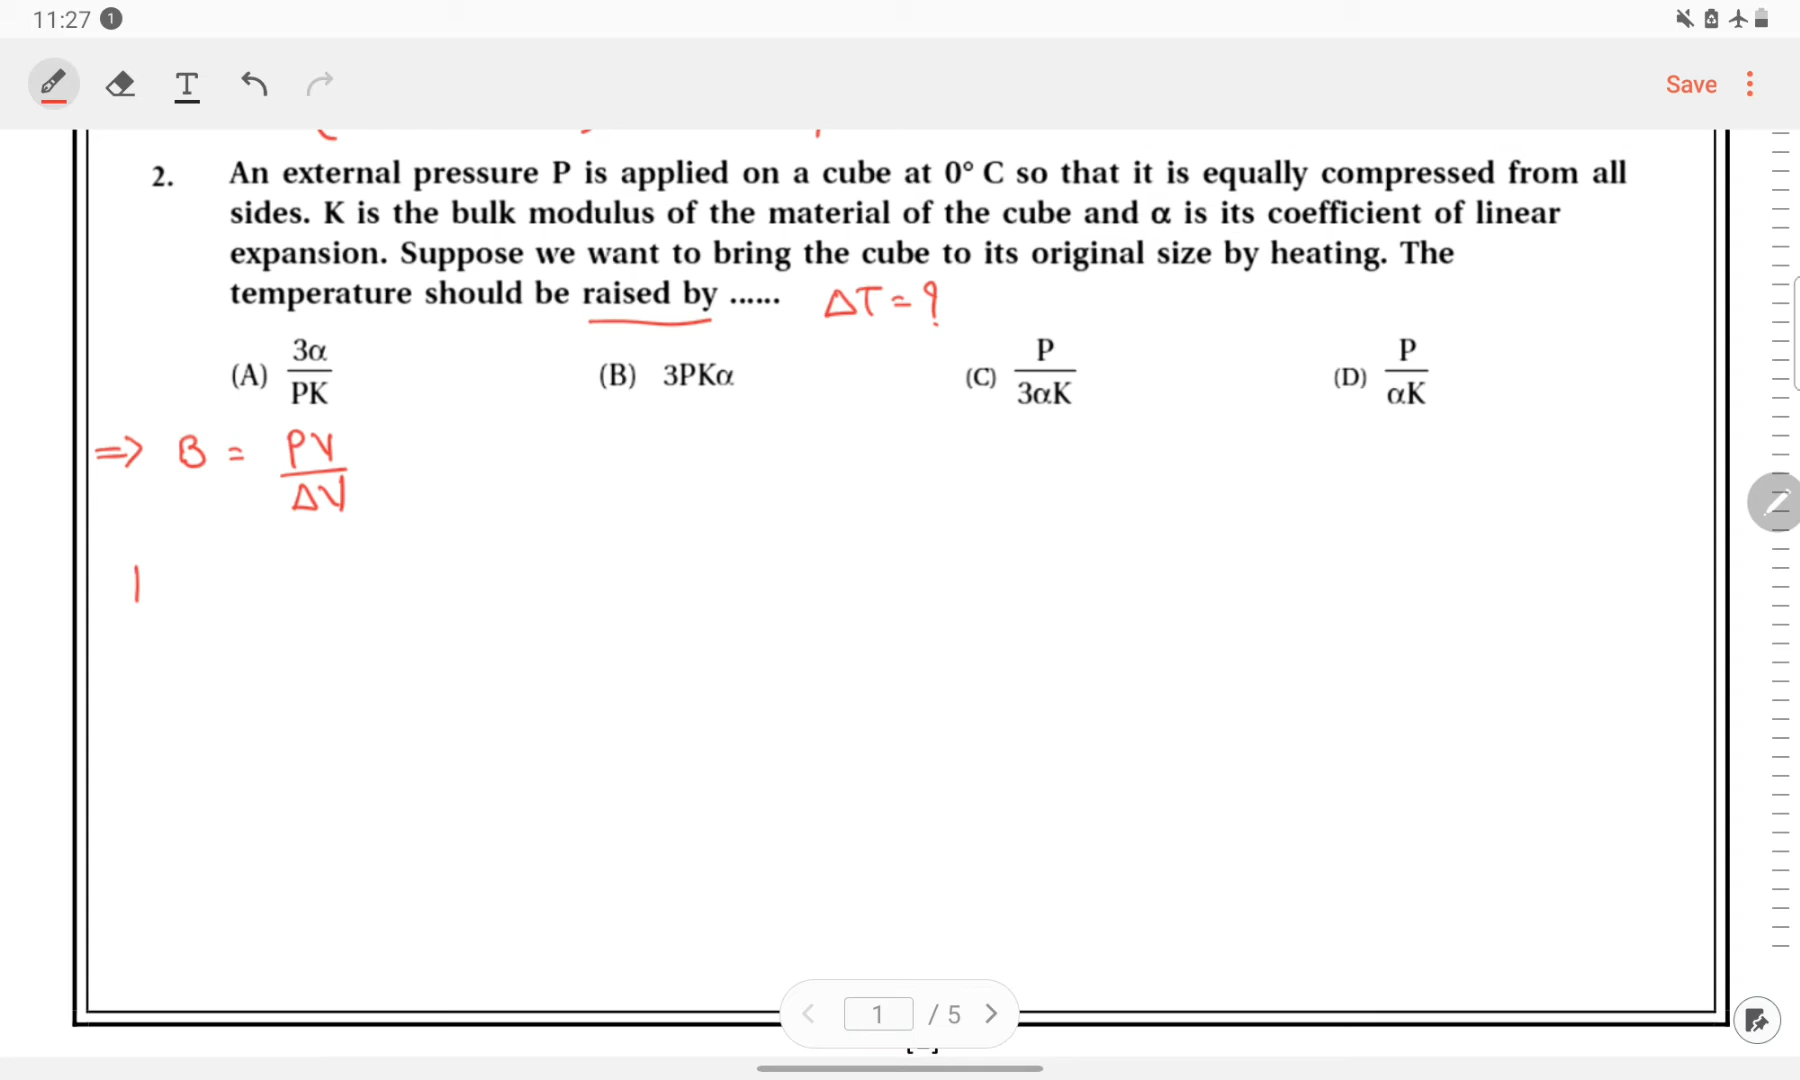 11:27 1
T Save
2. An external pressure P is applied on a cube at 0° C so that it is equally compressed from all
sides. K is the bulk modulus of the material of the cube and α is its coefficient of linear
expansion. Suppose we want to bring the cube to its original size by heating. The
temperature should be raised by ...... ΔT = ?
(A) 3α/PK (B) 3PKα (C) P/3αK (D) P/αK
⇒ B = PV/ΔV
1 / 5